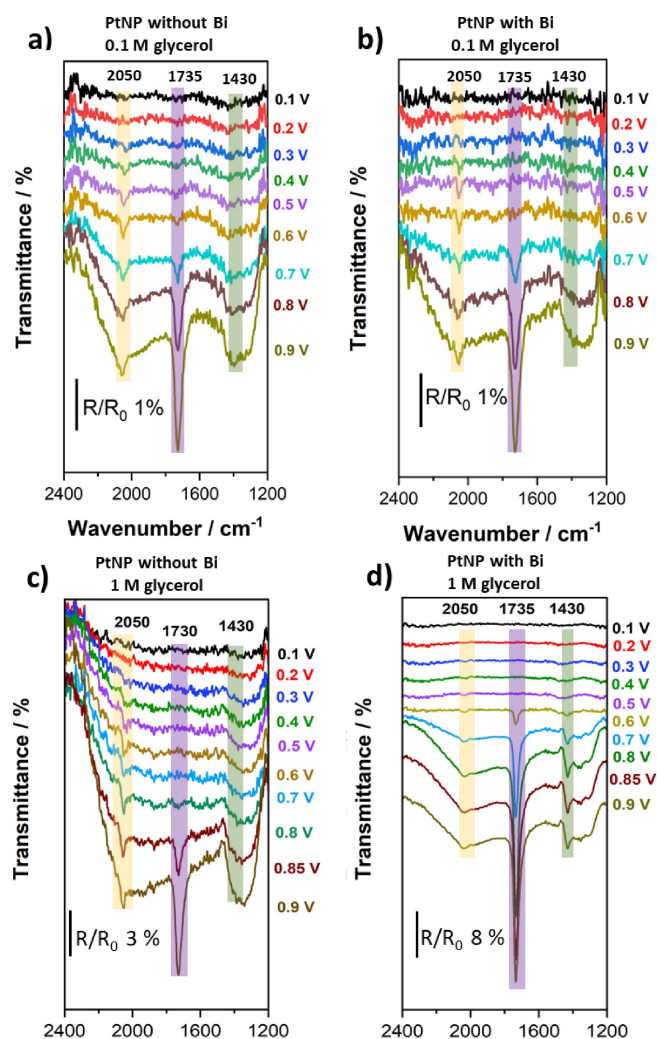 a)
PtNP without Bi
0.1 M glycerol
2050 1735 1430
0.1 V
0.2 V
0.3 V
0.4 V
0.5 V
0.6 V
0.7 V
0.8 V
0.9 V
R/R₀ 1%
Transmittance / %
2400 2000 1600 1200
Wavenumber / cm⁻¹
b)
PtNP with Bi
0.1 M glycerol
2050 1735 1430
0.1 V
0.2 V
0.3 V
0.4 V
0.5 V
0.6 V
0.7 V
0.8 V
0.9 V
R/R₀ 1%
Transmittance / %
2400 2000 1600 1200
Wavenumber / cm⁻¹
c)
PtNP without Bi
1 M glycerol
2050 1730 1430
0.1 V
0.2 V
0.3 V
0.4 V
0.5 V
0.6 V
0.7 V
0.8 V
0.85 V
0.9 V
R/R₀ 3 %
Transmittance / %
2400 2000 1600 1200
d)
PtNP with Bi
1 M glycerol
2050 1735 1430
0.1 V
0.2 V
0.3 V
0.4 V
0.5 V
0.6 V
0.7 V
0.8 V
0.85 V
0.9 V
R/R₀ 8 %
Transmittance / %
2400 2000 1600 1200